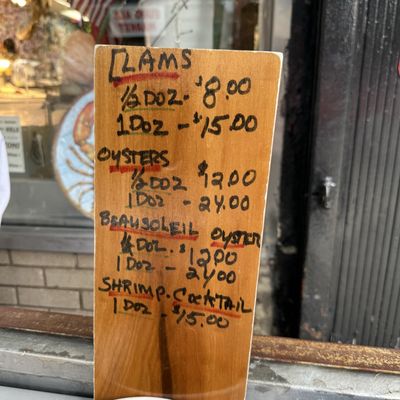 CLAMS
½ DOZ - $8.00
1 DOZ - $15.00
OYSTERS
½ DOZ $12.00
1 DOZ - 24.00
BEAUSOLEIL OYSTER
½ DOZ. $12.00
1 DOZ - 24.00
SHRIMP. COCKTAIL
1 DOZ - $15.00